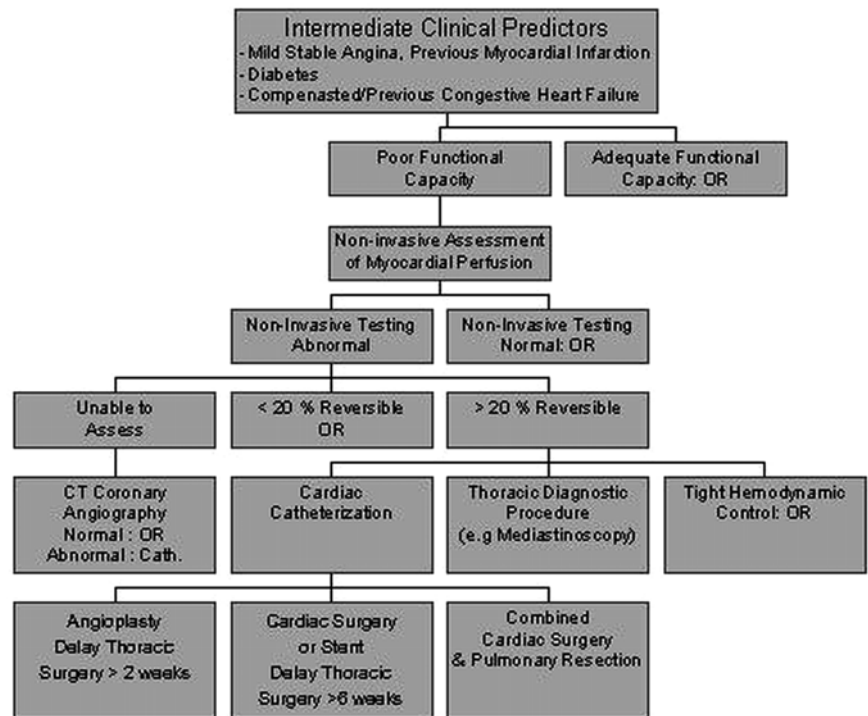 Intermediate Clinical Predictors
- Mild Stable Angina, Previous Myocardial Infarction
- Diabetes
- Compenasted/Previous Congestive Heart Failure
Poor Functional
Capacity
Adequate Functional
Capacity: OR
Non-invasive Assessment
of Myocardial Perfusion
Non-Invasive Testing
Abnormal
Non-Invasive Testing
Normal: OR
Unable to
Assess
< 20 % Reversible
OR
> 20 % Reversible
CT Coronary
Angiography
Normal : OR
Abnormal : Cath.
Cardiac
Catheterization
Thoracic Diagnostic
Procedure
(e.g Mediastinoscopy)
Tight Hemodynamic
Control: OR
Angioplasty
Delay Thoracic
Surgery > 2 weeks
Cardiac Surgery
or Stent
Delay Thoracic
Surgery >6 weeks
Combined
Cardiac Surgery
& Pulmonary Resection